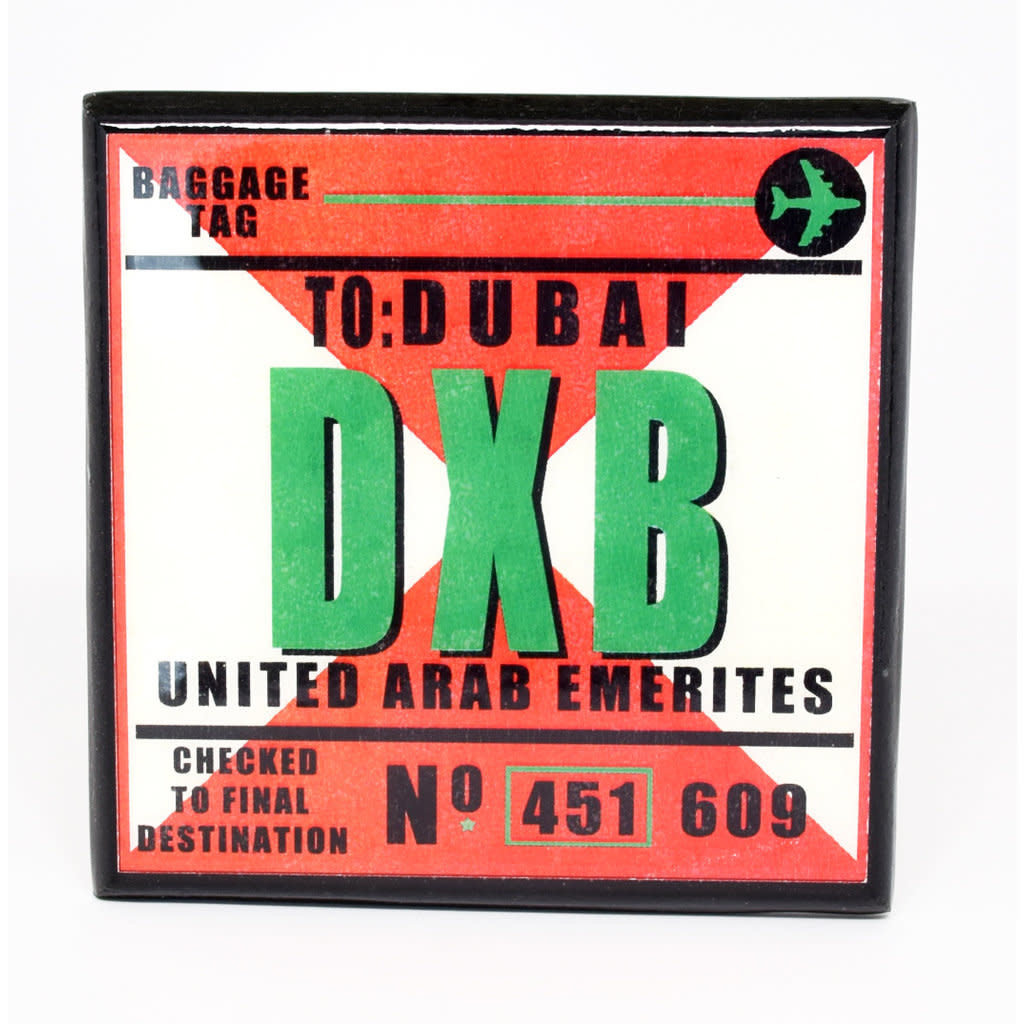 BAGGAGE
TAG
TO:DUBAI
DXB
UNITED ARAB EMERITES
CHECKED
TO FINAL
DESTINATION
Nº 451 609